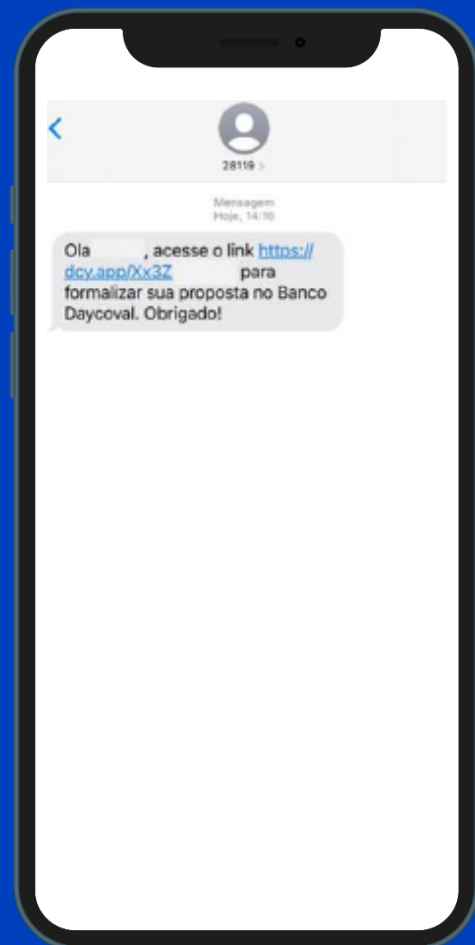 28119 >
Mensagem
Hoje, 14:16
Ola , acesse o link https://
dcy.app/Xx3Z para
formalizar sua proposta no Banco
Daycoval. Obrigado!